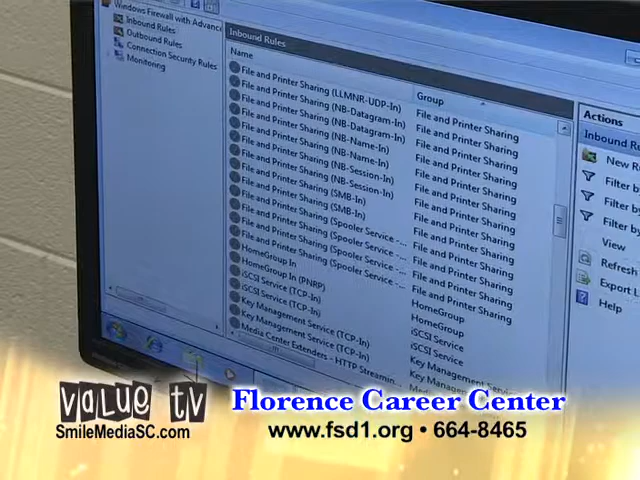 Windows Firewall with Advance
Inbound Rules
Outbound Rules
Connection Security Rules
Monitoring
Inbound Rules
Name
Group
File and Printer Sharing (LLMNR-UDP-In)
File and Printer Sharing
File and Printer Sharing (NB-Datagram-In)
File and Printer Sharing
File and Printer Sharing (NB-Datagram-In)
File and Printer Sharing
File and Printer Sharing (NB-Name-In)
File and Printer Sharing
File and Printer Sharing (NB-Name-In)
File and Printer Sharing
File and Printer Sharing (NB-Session-In)
File and Printer Sharing
File and Printer Sharing (NB-Session-In)
File and Printer Sharing
File and Printer Sharing (SMB-In)
File and Printer Sharing
File and Printer Sharing (SMB-In)
File and Printer Sharing
File and Printer Sharing (Spooler Service - ...
File and Printer Sharing
File and Printer Sharing (Spooler Service - ...
File and Printer Sharing
File and Printer Sharing (Spooler Service - ...
File and Printer Sharing
File and Printer Sharing (Spooler Service - ...
File and Printer Sharing
HomeGroup In
HomeGroup
HomeGroup In (PNRP)
HomeGroup
iSCSI Service (TCP-In)
iSCSI Service
iSCSI Service (TCP-In)
iSCSI Service
Key Management Service (TCP-In)
Key Management
Key Management Service (TCP-In)
Key Manage
Media Center Extenders - HTTP Streamin
Actions
Inbound Ru
New R
Filter b
Filter by
Filter by
View
Refresh
Export L
Help
VALUE TV
SmileMediaSC.com
Florence Career Center
www.fsd1.org • 664-8465